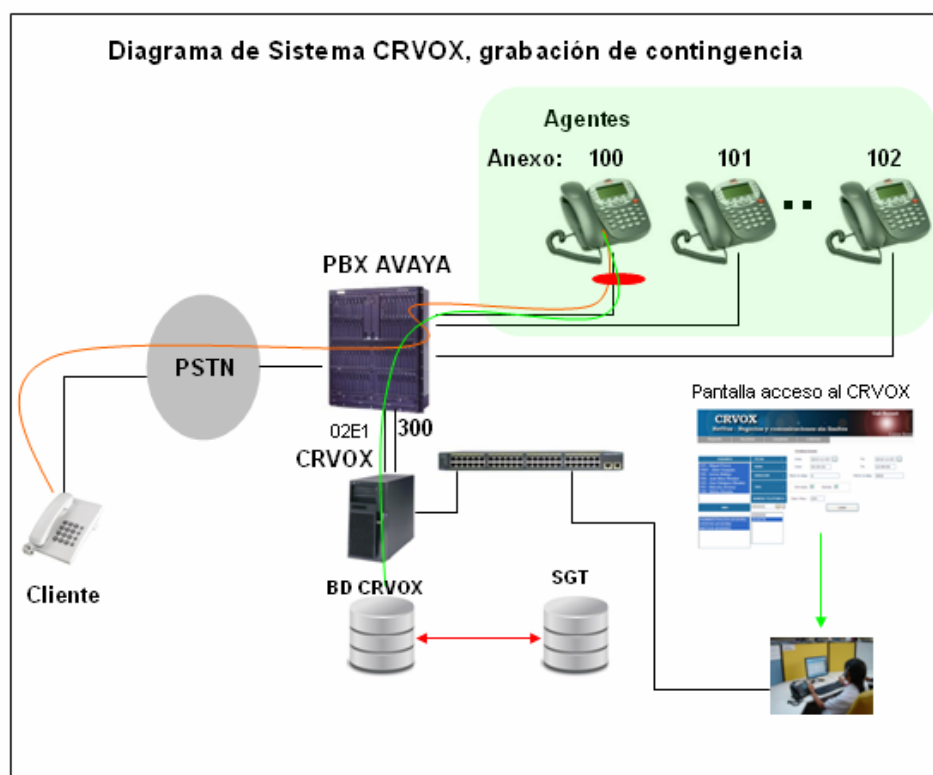 Diagrama de Sistema CRVOX, grabación de contingencia
Agentes
Anexo: 100 101 102
PBX AVAYA
PSTN
02E1 300
CRVOX
Pantalla acceso al CRVOX
CRVOX
Cliente
BD CRVOX
SGT